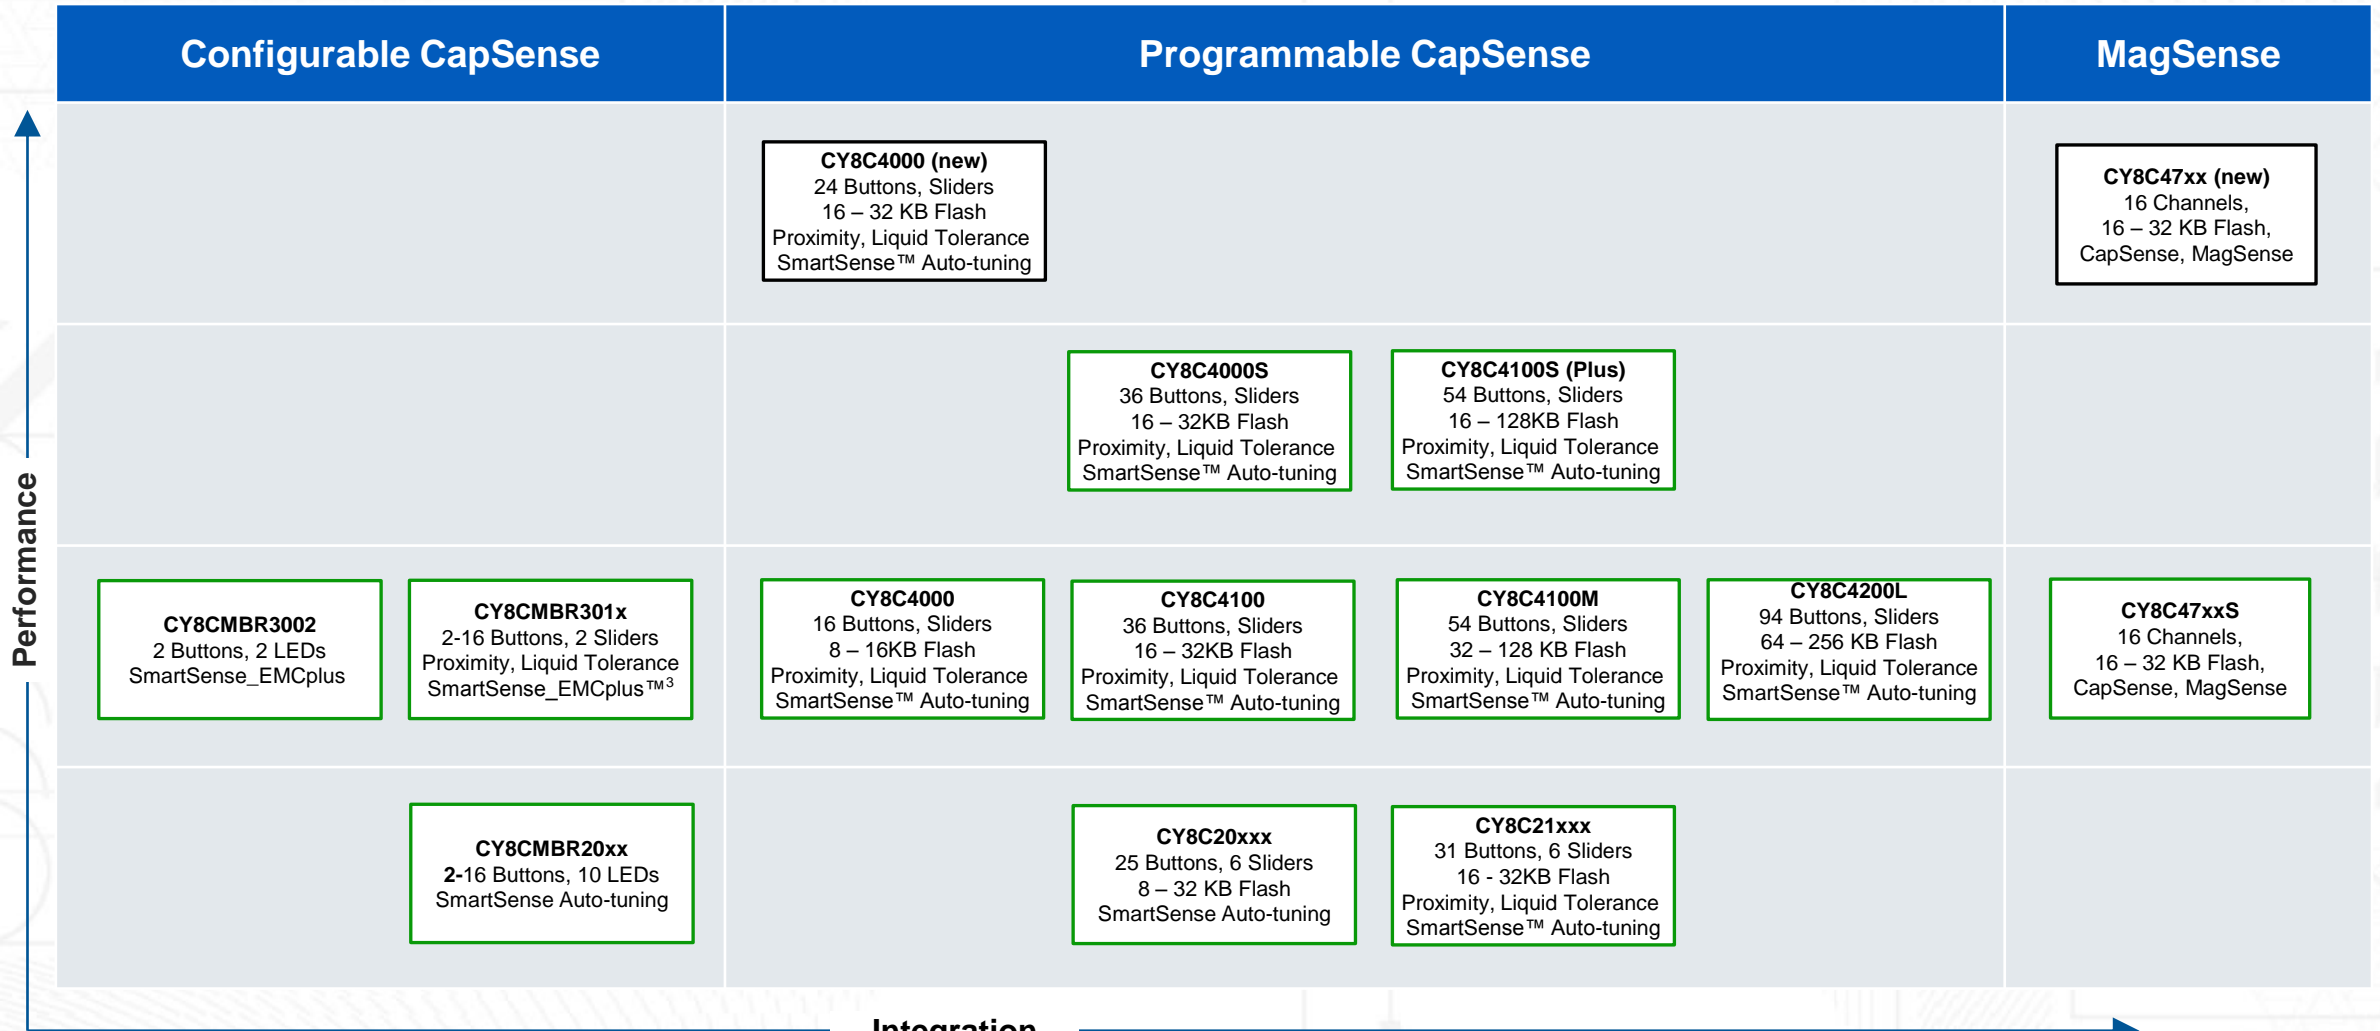 Configurable CapSense
Programmable CapSense
MagSense
Performance
CY8C4000 (new)
24 Buttons, Sliders
16 – 32 KB Flash
Proximity, Liquid Tolerance
SmartSense™ Auto-tuning
CY8C47xx (new)
16 Channels,
16 – 32 KB Flash,
CapSense, MagSense
CY8C4000S
36 Buttons, Sliders
16 – 32KB Flash
Proximity, Liquid Tolerance
SmartSense™ Auto-tuning
CY8C4100S (Plus)
54 Buttons, Sliders
16 – 128KB Flash
Proximity, Liquid Tolerance
SmartSense™ Auto-tuning
CY8CMBR3002
2 Buttons, 2 LEDs
SmartSense_EMCplus
CY8CMBR301x
2-16 Buttons, 2 Sliders
Proximity, Liquid Tolerance
SmartSense_EMCplus™³
CY8C4000
16 Buttons, Sliders
8 – 16KB Flash
Proximity, Liquid Tolerance
SmartSense™ Auto-tuning
CY8C4100
36 Buttons, Sliders
16 – 32KB Flash
Proximity, Liquid Tolerance
SmartSense™ Auto-tuning
CY8C4100M
54 Buttons, Sliders
32 – 128 KB Flash
Proximity, Liquid Tolerance
SmartSense™ Auto-tuning
CY8C4200L
94 Buttons, Sliders
64 – 256 KB Flash
Proximity, Liquid Tolerance
SmartSense™ Auto-tuning
CY8C47xxS
16 Channels,
16 – 32 KB Flash,
CapSense, MagSense
CY8CMBR20xx
2-16 Buttons, 10 LEDs
SmartSense Auto-tuning
CY8C20xxx
25 Buttons, 6 Sliders
8 – 32 KB Flash
SmartSense Auto-tuning
CY8C21xxx
31 Buttons, 6 Sliders
16 - 32KB Flash
Proximity, Liquid Tolerance
SmartSense™ Auto-tuning
Integration